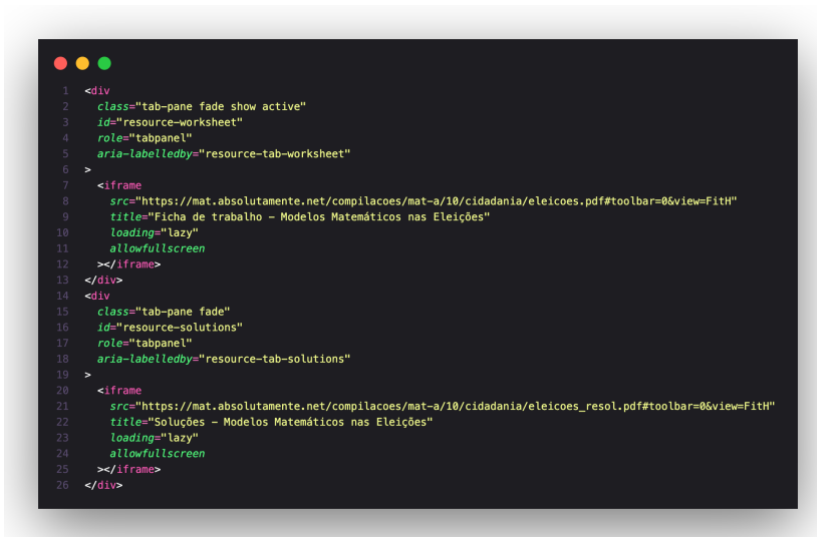 1 <div
2 class="tab-pane fade show active"
3 id="resource-worksheet"
4 role="tabpanel"
5 aria-labelledby="resource-tab-worksheet"
6 >
7 <iframe
8 src="https://mat.absolutamente.net/compilacoes/mat-a/10/cidadania/eleicoes.pdf#toolbar=0&view=FitH"
9 title="Ficha de trabalho – Modelos Matemáticos nas Eleições"
10 loading="lazy"
11 allowfullscreen
12 ></iframe>
13 </div>
14 <div
15 class="tab-pane fade"
16 id="resource-solutions"
17 role="tabpanel"
18 aria-labelledby="resource-tab-solutions"
19 >
20 <iframe
21 src="https://mat.absolutamente.net/compilacoes/mat-a/10/cidadania/eleicoes_resol.pdf#toolbar=0&view=FitH"
22 title="Soluções – Modelos Matemáticos nas Eleições"
23 loading="lazy"
24 allowfullscreen
25 ></iframe>
26 </div>